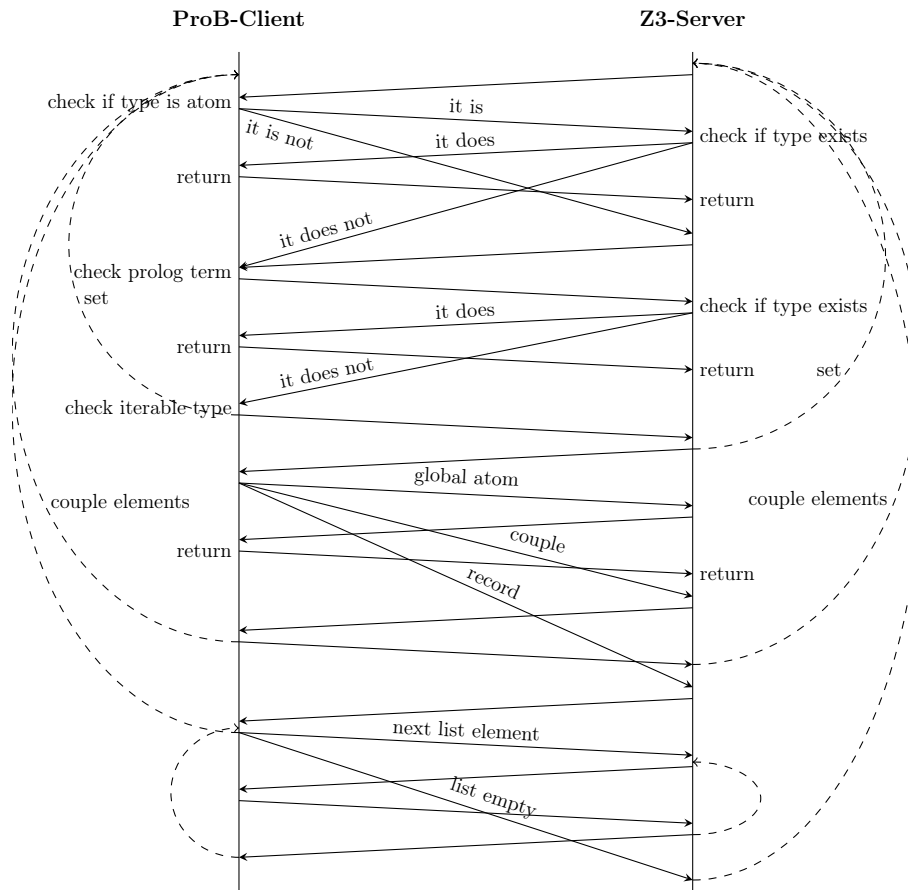 ProB-Client
Z3-Server
check if type is atom
it is
it is not
it does
check if type exists
return
return
it does not
check prolog term
set
it does
check if type exists
return
it does not
return
set
check iterable type
global atom
couple elements
couple elements
couple
return
record
return
next list element
list empty